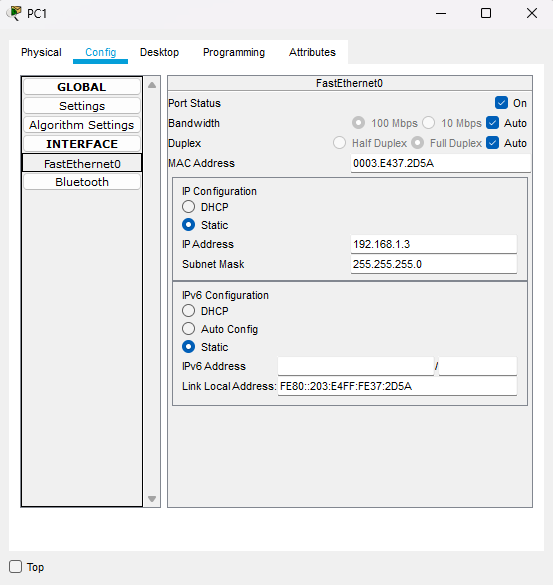 PC1
Physical Config Desktop Programming Attributes
GLOBAL
Settings
Algorithm Settings
INTERFACE
FastEthernet0
Bluetooth
FastEthernet0
Port Status On
Bandwidth 100 Mbps 10 Mbps Auto
Duplex Half Duplex Full Duplex Auto
MAC Address 0003.E437.2D5A
IP Configuration
DHCP
Static
IP Address 192.168.1.3
Subnet Mask 255.255.255.0
IPv6 Configuration
DHCP
Auto Config
Static
IPv6 Address /
Link Local Address: FE80::203:E4FF:FE37:2D5A
Top